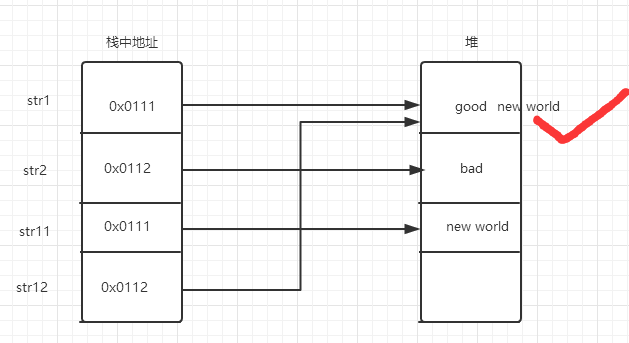 栈中地址 堆
str1 0x0111 good new world
str2 0x0112 bad
str11 0x0111 new world
str12 0x0112